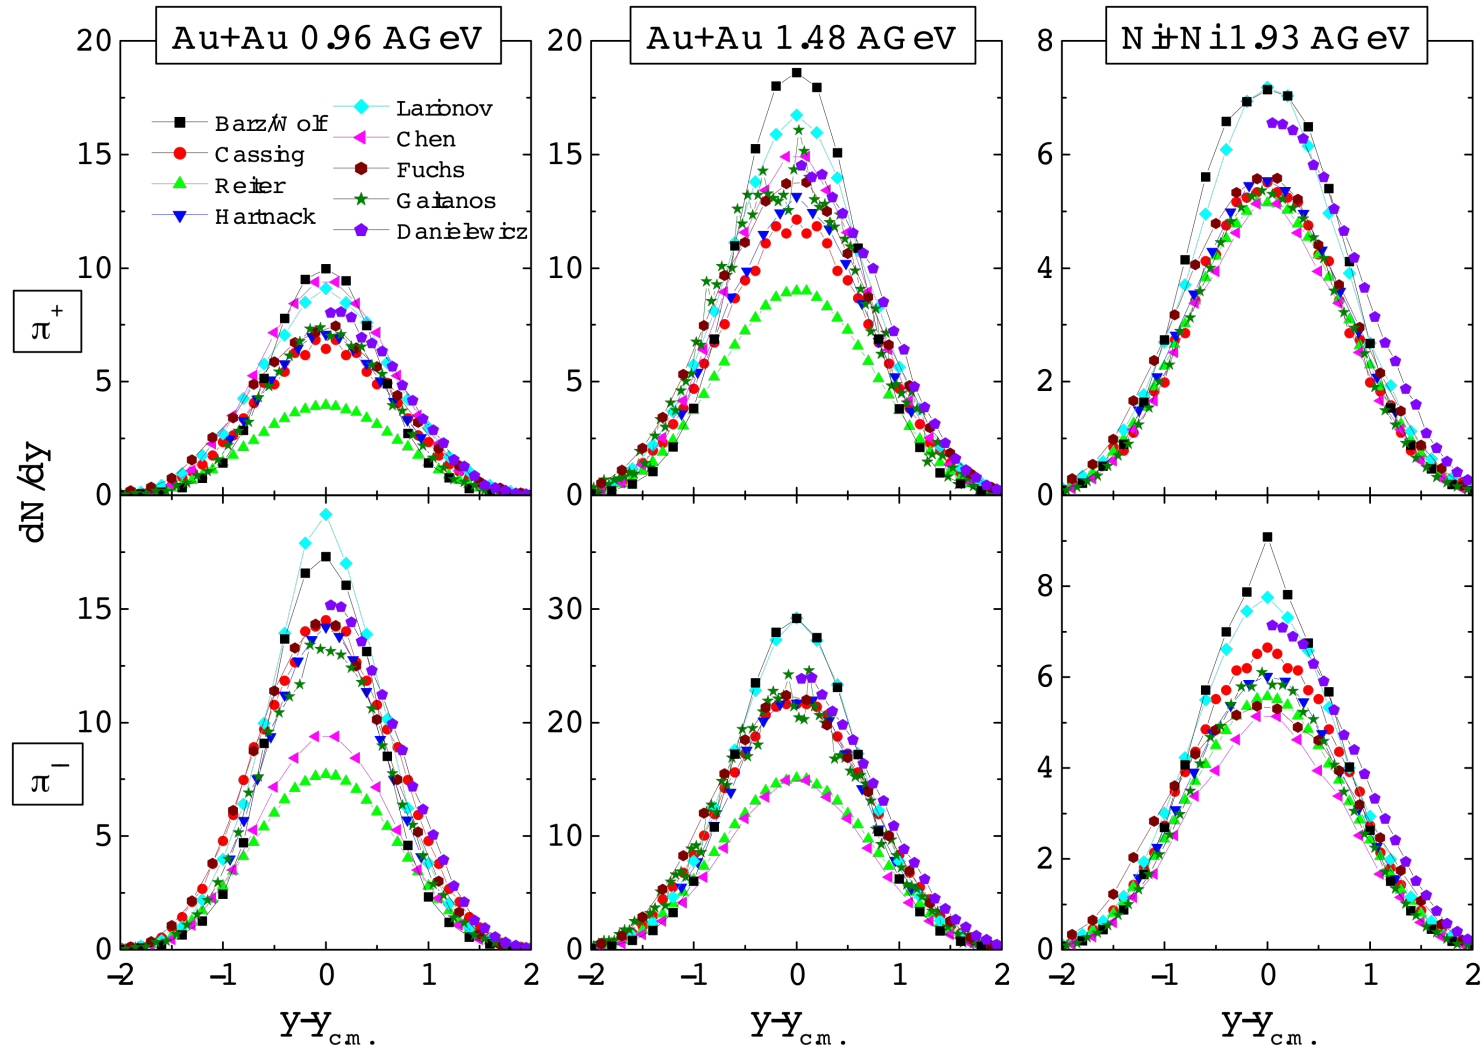 Au+Au 0.96 AGeV
Au+Au 1.48 AGeV
Ni+Ni 1.93 AGeV
20
15
10
5
0
Barz/Wolf
Cassing
Reiter
Hartnack
Larionov
Chen
Fuchs
Gaitanos
Danielewicz
20
15
10
5
0
8
6
4
2
0
π+
π−
dN/dy
15
10
5
0
30
20
10
0
8
6
4
2
0
−2 −1 0 1 2
−2 −1 0 1 2
−2 −1 0 1 2
y−yc.m.
y−yc.m.
y−yc.m.